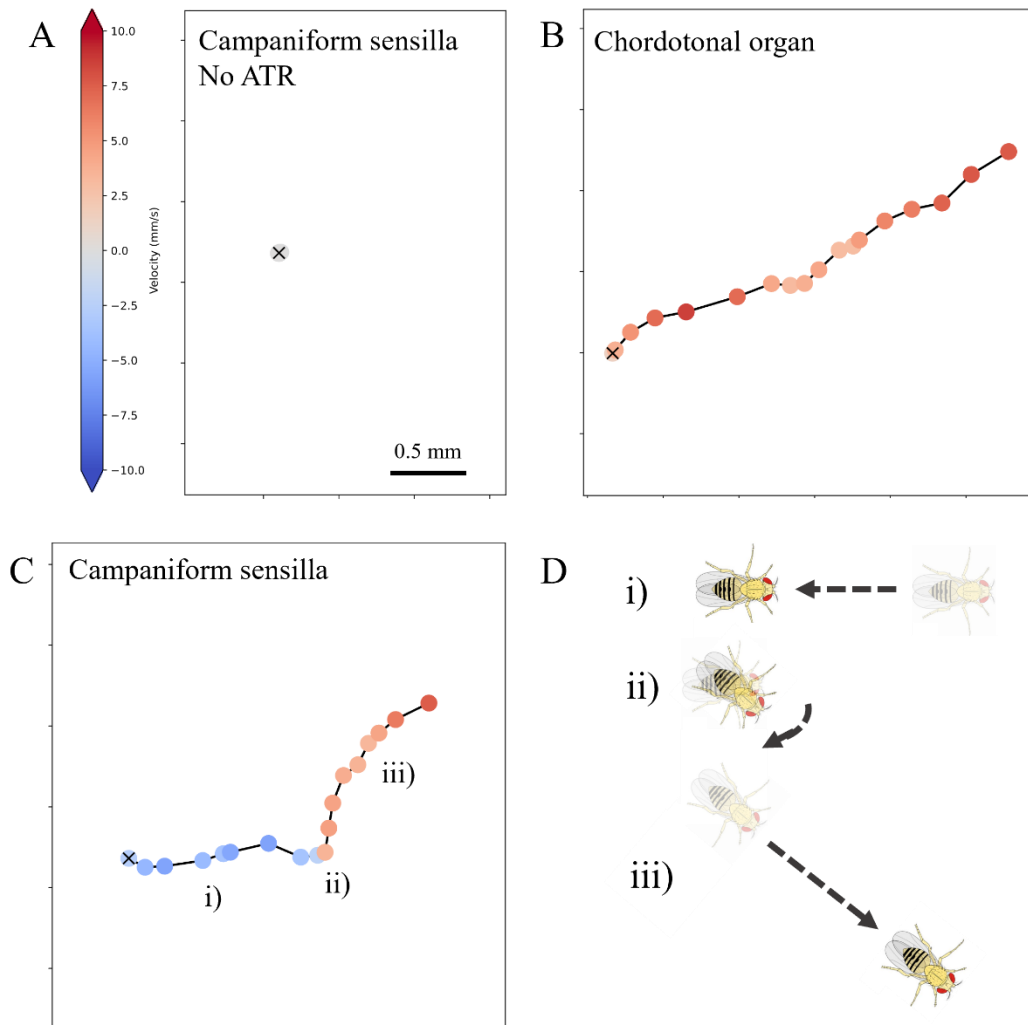 A
Campaniform sensilla
No ATR
10.0
7.5
5.0
2.5
0.0
−2.5
−5.0
−7.5
−10.0
Velocity (mm/s)
0.5 mm
B
Chordotonal organ
C
Campaniform sensilla
i)
ii)
iii)
D
i)
ii)
iii)